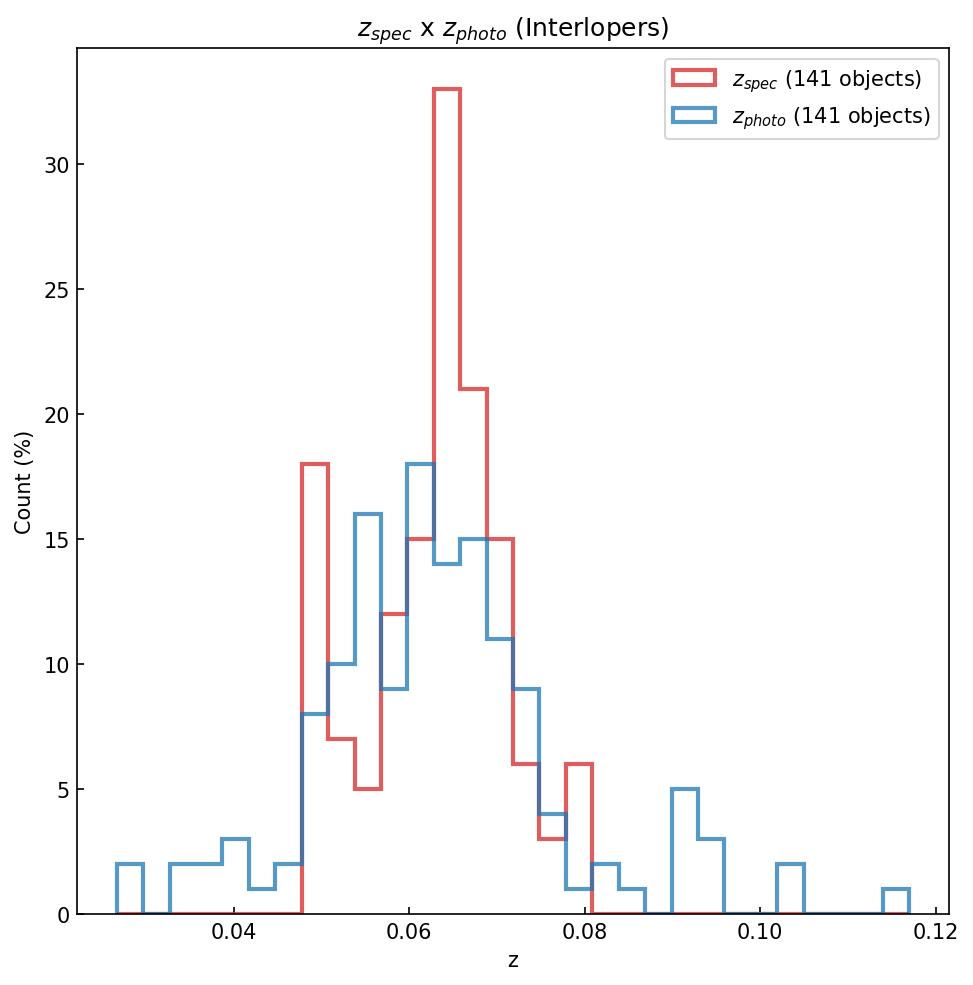 z_spec x z_photo (Interlopers)
z_spec (141 objects)
z_photo (141 objects)
Count (%)
30
25
20
15
10
5
0
0.04 0.06 0.08 0.10 0.12
z